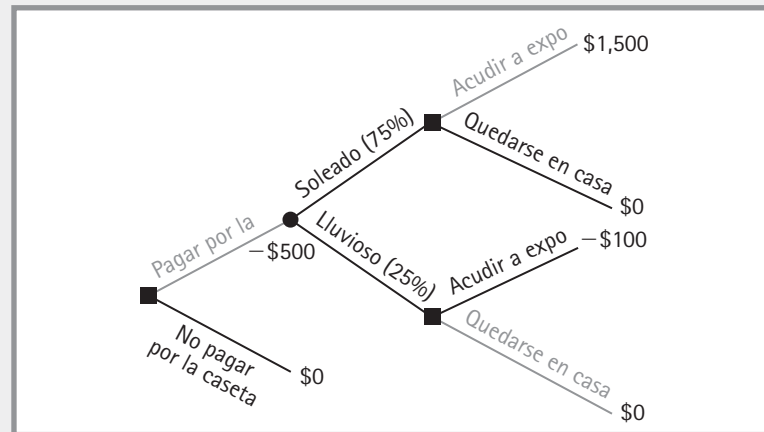 Acudir a expo
$1,500
Soleado (75%)
Quedarse en casa
$0
Pagar por la
−$500
Lluvioso (25%)
Acudir a expo
−$100
No pagar
por la caseta
$0
Quedarse en casa
$0